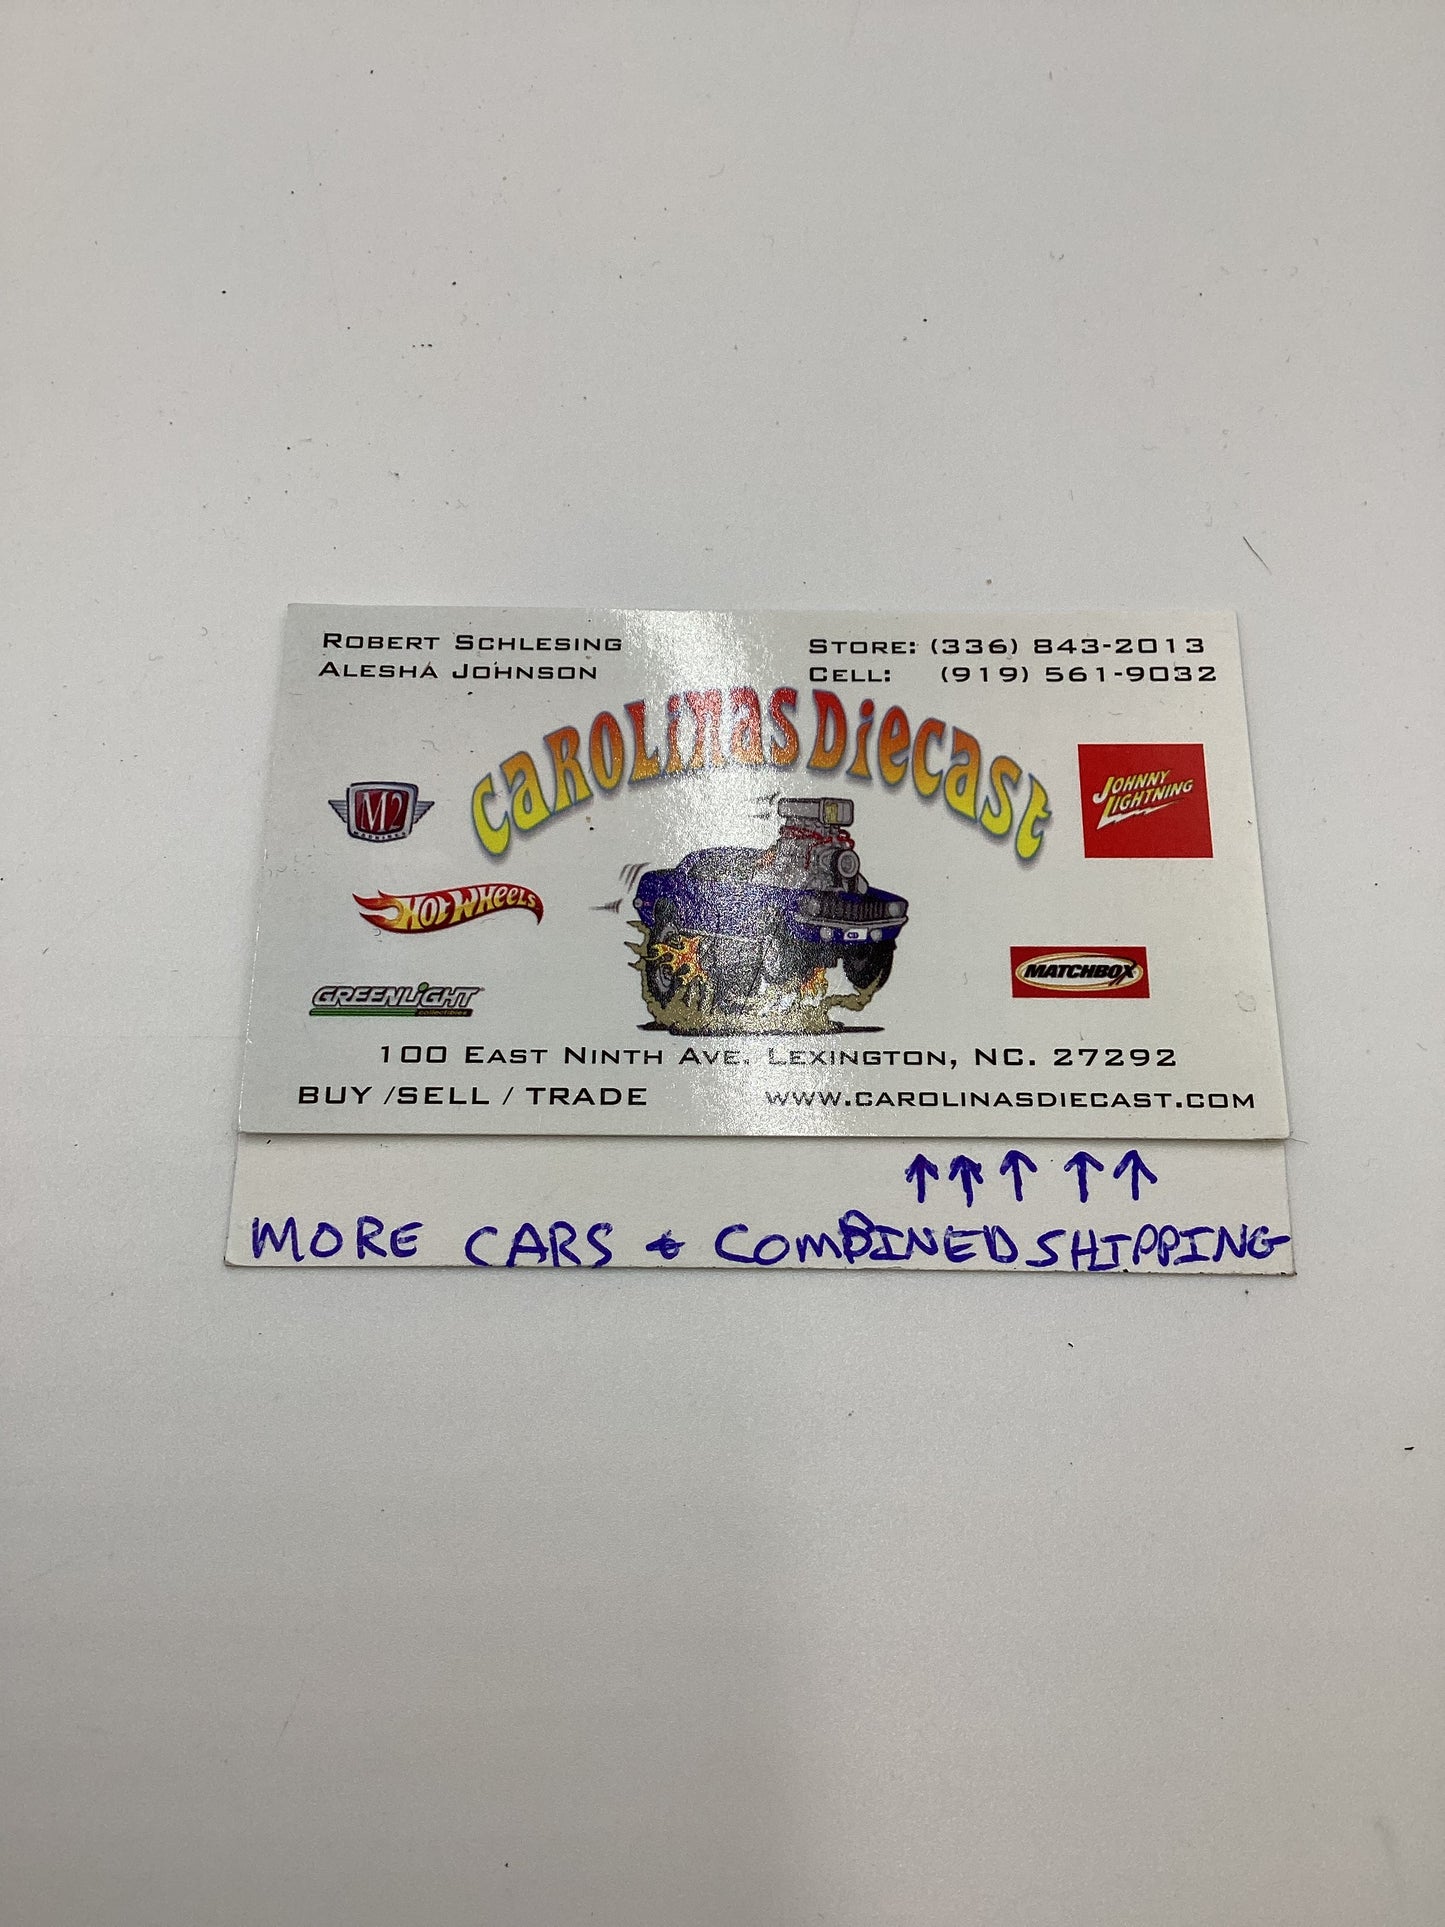 Robert Schlesing
Alesha Johnson
Store: (336) 843-2013
Cell: (919) 561-9032
Carolinas Diecast
M2
MACHINES
JOHNNY
LIGHTNING
HOT WHEELS
MATCHBOX
GREENLIGHT
collectibles
100 East Ninth Ave. Lexington, NC. 27292
BUY /SELL / TRADE
www.carolinasdiecast.com
↑↑↑ ↑↑
MORE CARS & COMBINED SHIPPING